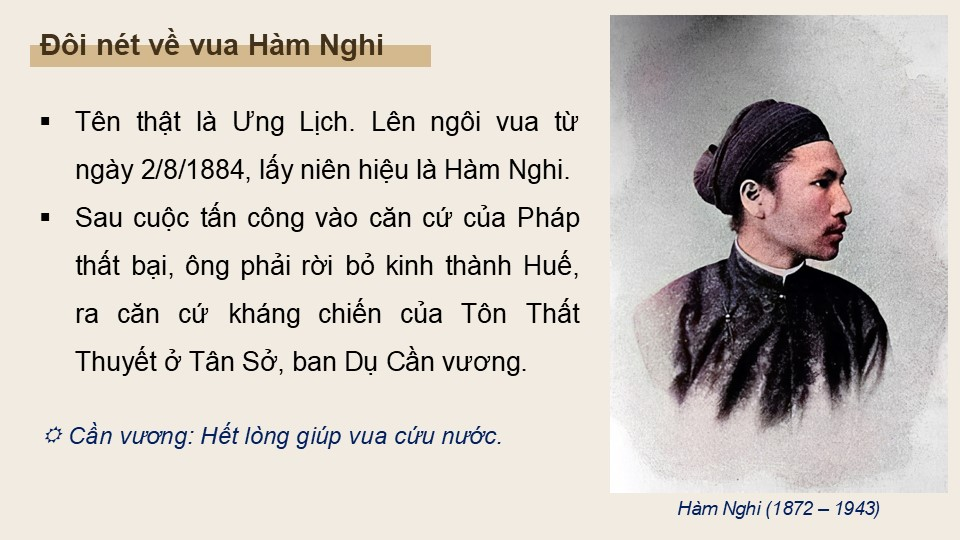 Đôi nét về vua Hàm Nghi
▪ Tên thật là Ưng Lịch. Lên ngôi vua từ
ngày 2/8/1884, lấy niên hiệu là Hàm Nghi.
▪ Sau cuộc tấn công vào căn cứ của Pháp
thất bại, ông phải rời bỏ kinh thành Huế,
ra căn cứ kháng chiến của Tôn Thất
Thuyết ở Tân Sở, ban Dụ Cần vương.
☼ Cần vương: Hết lòng giúp vua cứu nước.
Hàm Nghi (1872 – 1943)